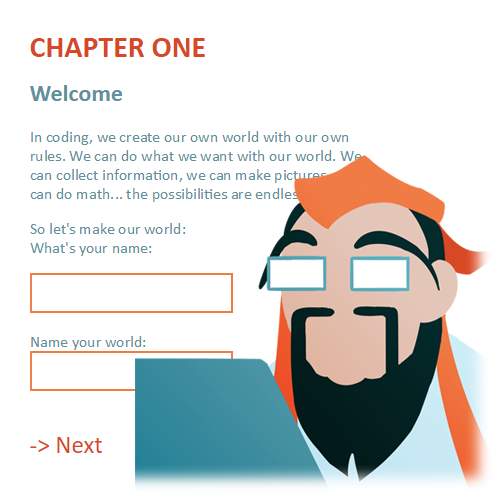 CHAPTER ONE
Welcome
In coding, we create our own world with our own
rules. We can do what we want with our world. We
can collect information, we can make pictures
can do math... the possibilities are endles
So let's make our world:
What's your name:
Name your world:
-> Next